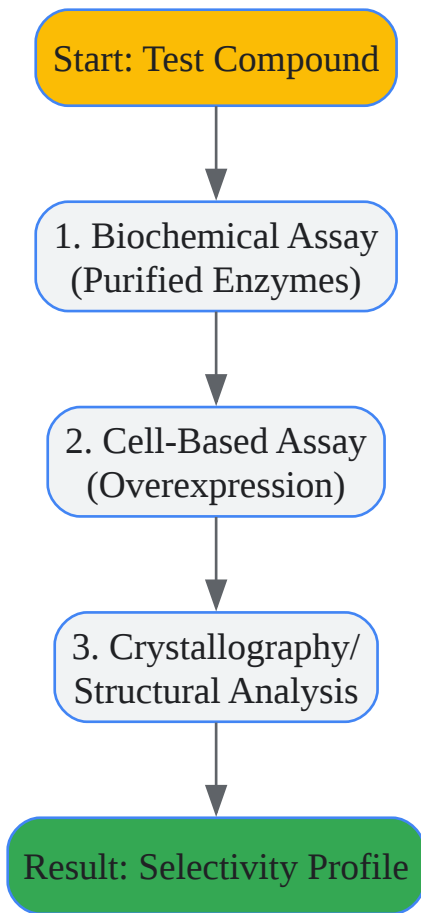 Start: Test Compound
1. Biochemical Assay
(Purified Enzymes)
2. Cell-Based Assay
(Overexpression)
3. Crystallography/
Structural Analysis
Result: Selectivity Profile